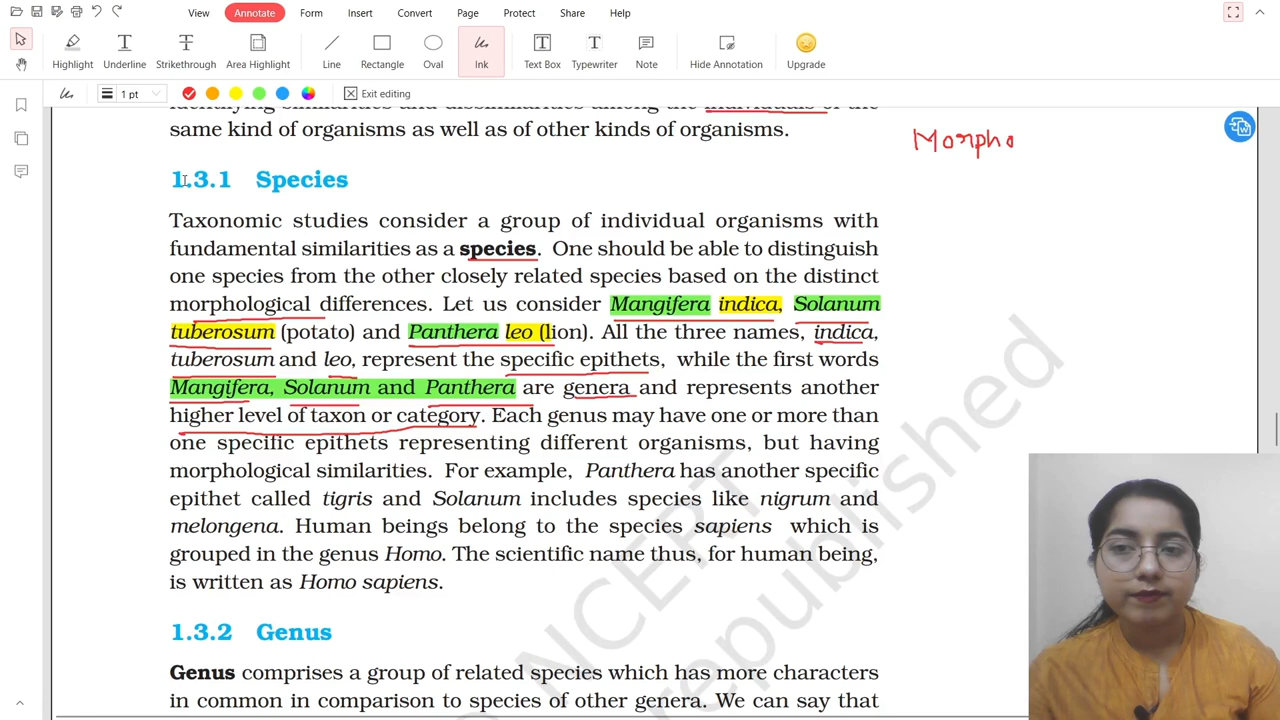 View Annotate Form Insert Convert Page Protect Share Help
Highlight Underline Strikethrough Area Highlight Line Rectangle Oval Ink Text Box Typewriter Note Hide Annotation Upgrade
1 pt Exit editing
identifying similarities and dissimilarities among the individuals of the
same kind of organisms as well as of other kinds of organisms.
Morpho
1.3.1 Species
Taxonomic studies consider a group of individual organisms with
fundamental similarities as a species. One should be able to distinguish
one species from the other closely related species based on the distinct
morphological differences. Let us consider Mangifera indica, Solanum
tuberosum (potato) and Panthera leo (lion). All the three names, indica,
tuberosum and leo, represent the specific epithets, while the first words
Mangifera, Solanum and Panthera are genera and represents another
higher level of taxon or category. Each genus may have one or more than
one specific epithets representing different organisms, but having
morphological similarities. For example, Panthera has another specific
epithet called tigris and Solanum includes species like nigrum and
melongena. Human beings belong to the species sapiens which is
grouped in the genus Homo. The scientific name thus, for human being,
is written as Homo sapiens.
1.3.2 Genus
Genus comprises a group of related species which has more characters
in common in comparison to species of other genera. We can say that
NCERT
republished